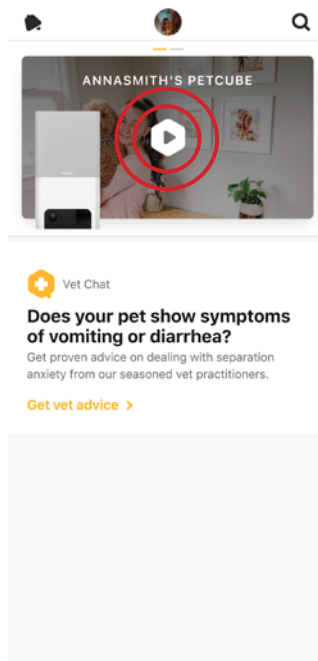 ANNASMITH'S PETCUBE
Vet Chat
Does your pet show symptoms
of vomiting or diarrhea?
Get proven advice on dealing with separation
anxiety from our seasoned vet practitioners.
Get vet advice >